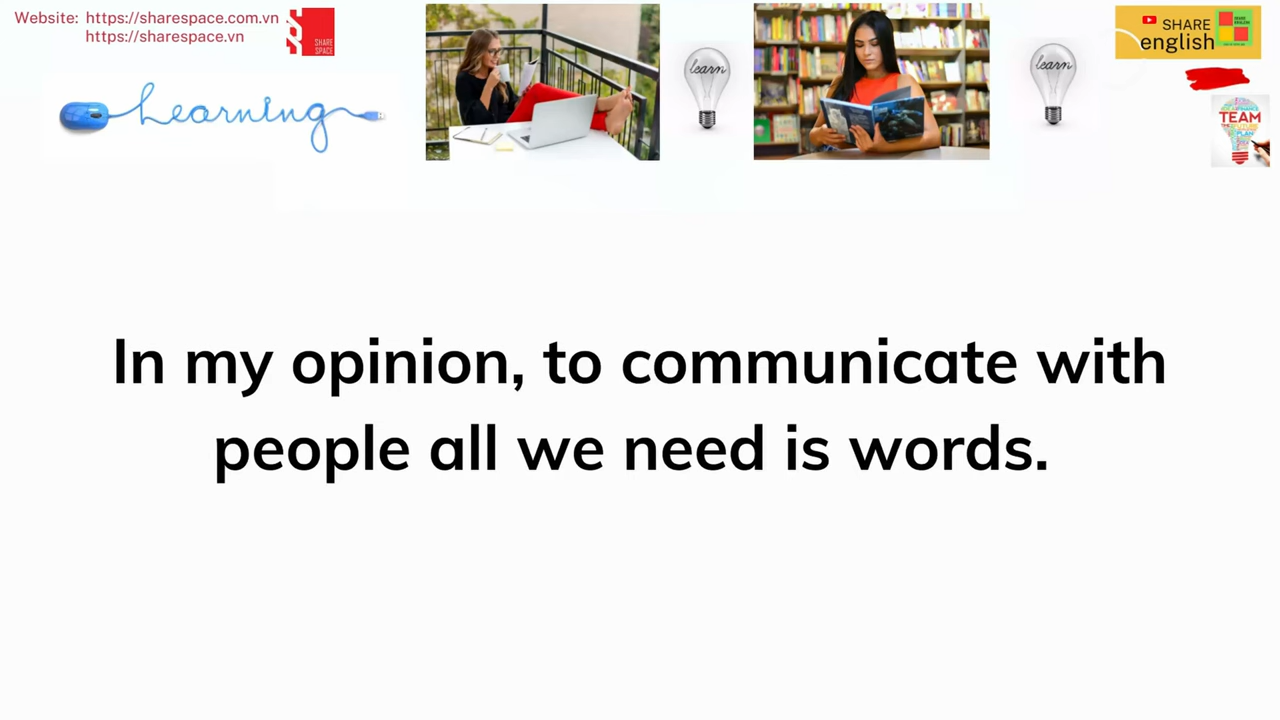 Website: https://sharespace.com.vn
https://sharespace.vn
SHARE
SPACE
Learning
learn
learn
SHARE
english
TEAM
PLAN
In my opinion, to communicate with
people all we need is words.